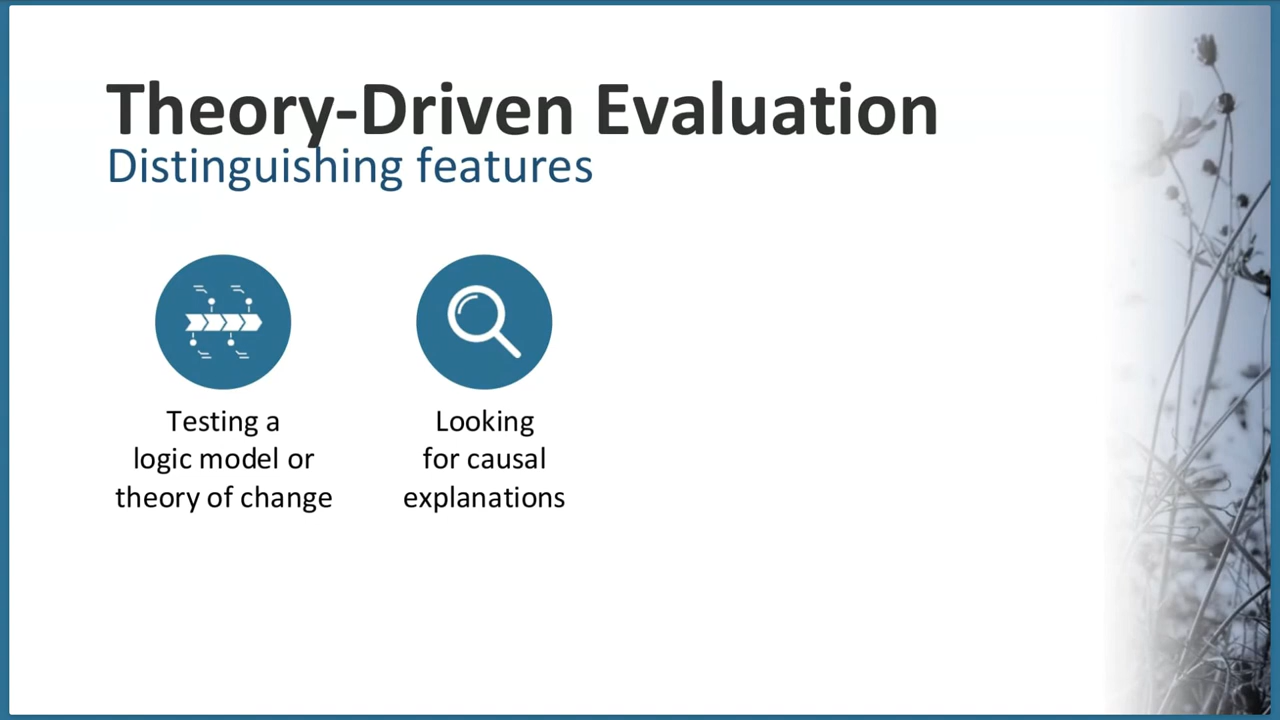 Theory-Driven Evaluation
Distinguishing features
Testing a
logic model or
theory of change
Looking
for causal
explanations